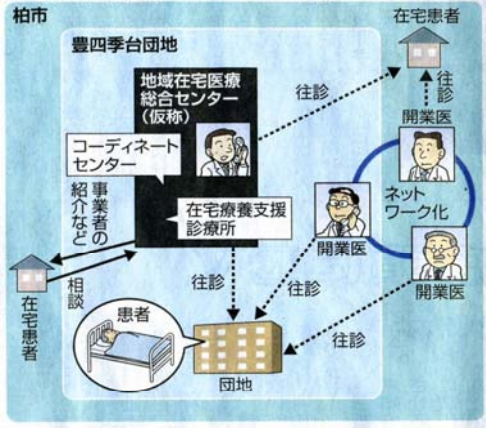 柏市
豊四季台団地
在宅患者
地域在宅医療
総合センター
(仮称)
往診
往診
開業医
コーディネート
センター
ネット
ワーク化
在宅療養支援
診療所
開業医
開業医
事業者の
紹介など
相談
在宅患者
往診
往診
往診
患者
団地